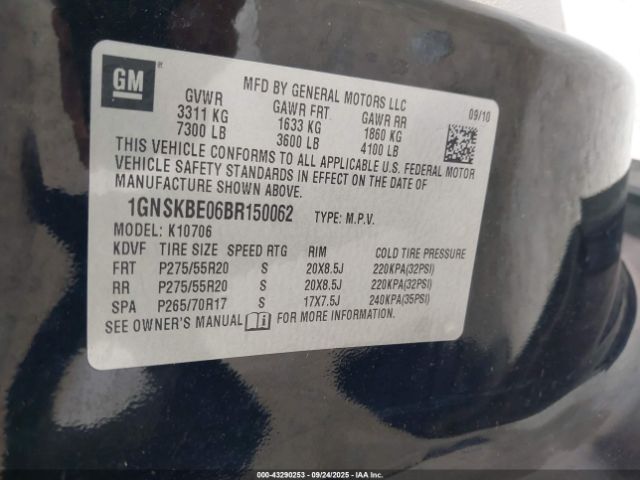 GM
MFD BY GENERAL MOTORS LLC
09/10
GVWR GAWR FRT GAWR RR
3311 KG 1633 KG 1860 KG
7300 LB 3600 LB 4100 LB
THIS VEHICLE CONFORMS TO ALL APPLICABLE U.S. FEDERAL MOTOR
VEHICLE SAFETY STANDARDS IN EFFECT ON THE DATE OF
MANUFACTURE SHOWN ABOVE.
1GNSKBE06BR150062 TYPE: M.P.V.
MODEL: K10706
KDVF TIRE SIZE SPEED RTG RIM COLD TIRE PRESSURE
FRT P275/55R20 S 20X8.5J 220KPA(32PSI)
RR P275/55R20 S 20X8.5J 220KPA(32PSI)
SPA P265/70R17 S 17X7.5J 240KPA(35PSI)
SEE OWNER'S MANUAL FOR MORE INFORMATION.
000-43290253 - 09/24/2025 - IAAI.COM